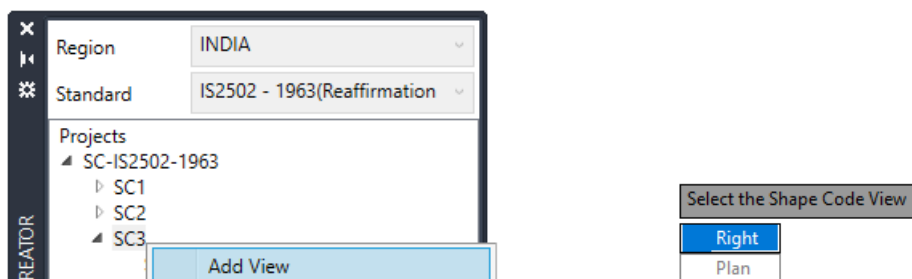 Region INDIA
Standard IS2502 - 1963(Reaffirmation
Projects
SC-IS2502-1963
SC1
SC2
SC3
Add View
REATOR
Select the Shape Code View
Right
Plan